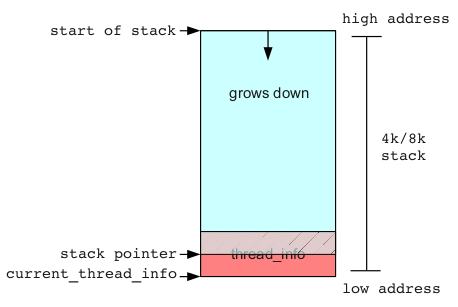 high address
start of stack
grows down
4k/8k
stack
thread_info
stack pointer
current_thread_info
low address